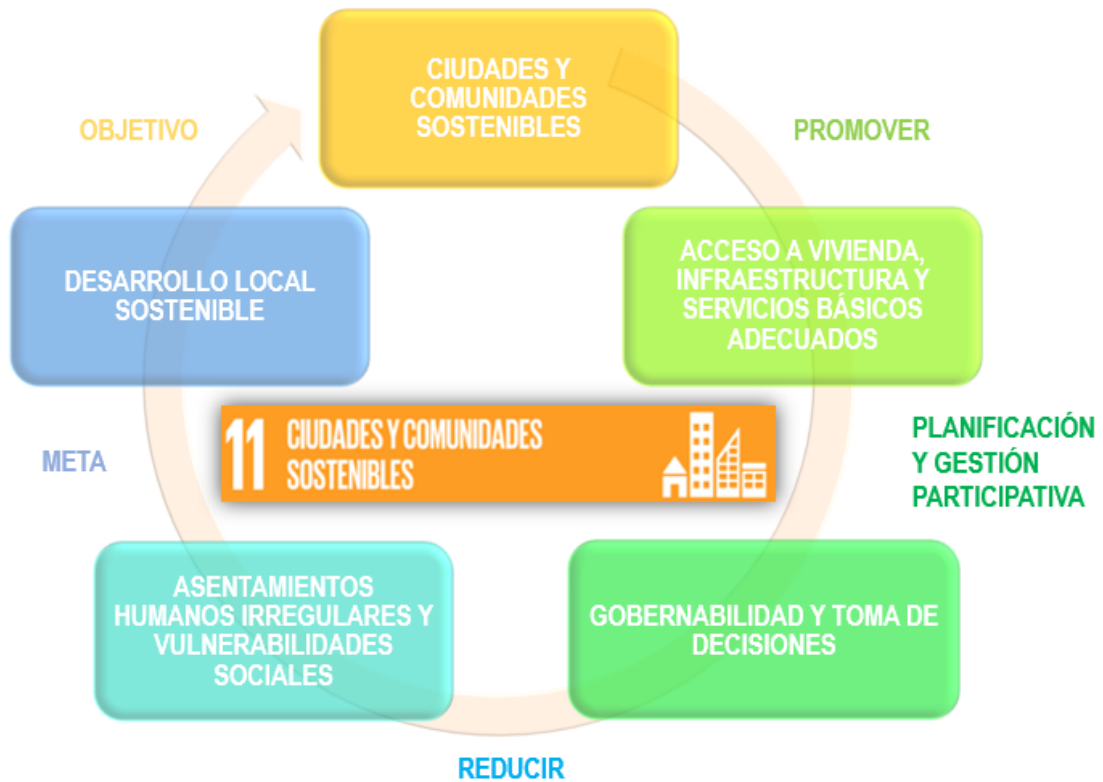 CIUDADES Y
COMUNIDADES
SOSTENIBLES
OBJETIVO
PROMOVER
DESARROLLO LOCAL
SOSTENIBLE
ACCESO A VIVIENDA,
INFRAESTRUCTURA Y
SERVICIOS BÁSICOS
ADECUADOS
11 CIUDADES Y COMUNIDADES
SOSTENIBLES
META
PLANIFICACIÓN
Y GESTIÓN
PARTICIPATIVA
ASENTAMIENTOS
HUMANOS IRREGULARES Y
VULNERABILIDADES
SOCIALES
GOBERNABILIDAD Y TOMA DE
DECISIONES
REDUCIR